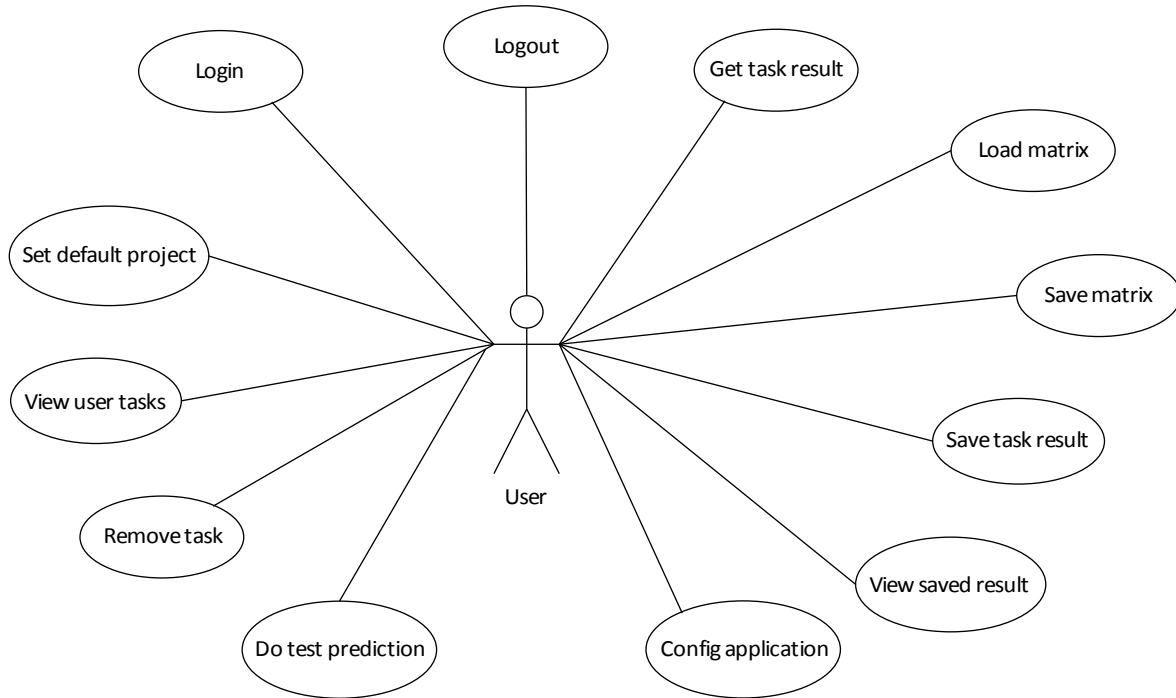 Logout
Login
Get task result
Load matrix
Set default project
Save matrix
View user tasks
Save task result
User
Remove task
View saved result
Do test prediction
Config application